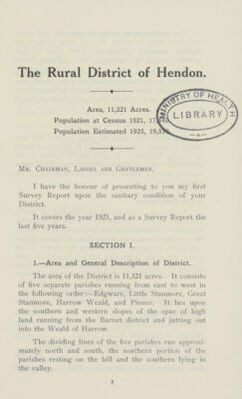 The Rural District of Hendon.
Area, 11,321 Acres.
Population at Census 1921,
Population Estimated 1925,
MINISTRY OF HEALTH
LIBRARY
MR. CHAIRMAN, LADIES AND GENTLEMEN,
I have the honour of presenting to you my first
Survey Report upon the sanitary condition of your
District.
It covers the year 1925, and as a Survey Report the
last five years.
SECTION I.
1.—Area and General Description of District.
The area of the District is 11,321 acres. It consists
of five separate parishes running from east to west in
the following order:—Edgware, Little Stanmore, Great
Stanmore, Harrow Weald, and Pinner. It lies upon the
southern and western slopes of the spur of high
land running from the Barnet district and jutting out
into the Weald of Harrow.
The dividing lines of the five parishes run approxi-
mately north and south, the northern portion of the
parishes resting on the hill and the southern lying in
the valley.
3